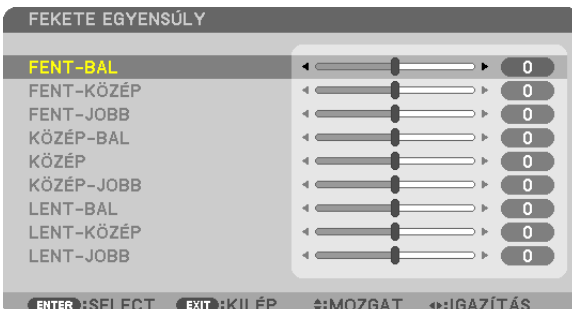 FEKETE EGYENSÚLY
FENT-BAL 0
FENT-KÖZÉP 0
FENT-JOBB 0
KÖZÉP-BAL 0
KÖZÉP 0
KÖZÉP-JOBB 0
LENT-BAL 0
LENT-KÖZÉP 0
LENT-JOBB 0
ENTER :SELECT EXIT :KILÉP :MOZGAT :IGAZÍTÁS